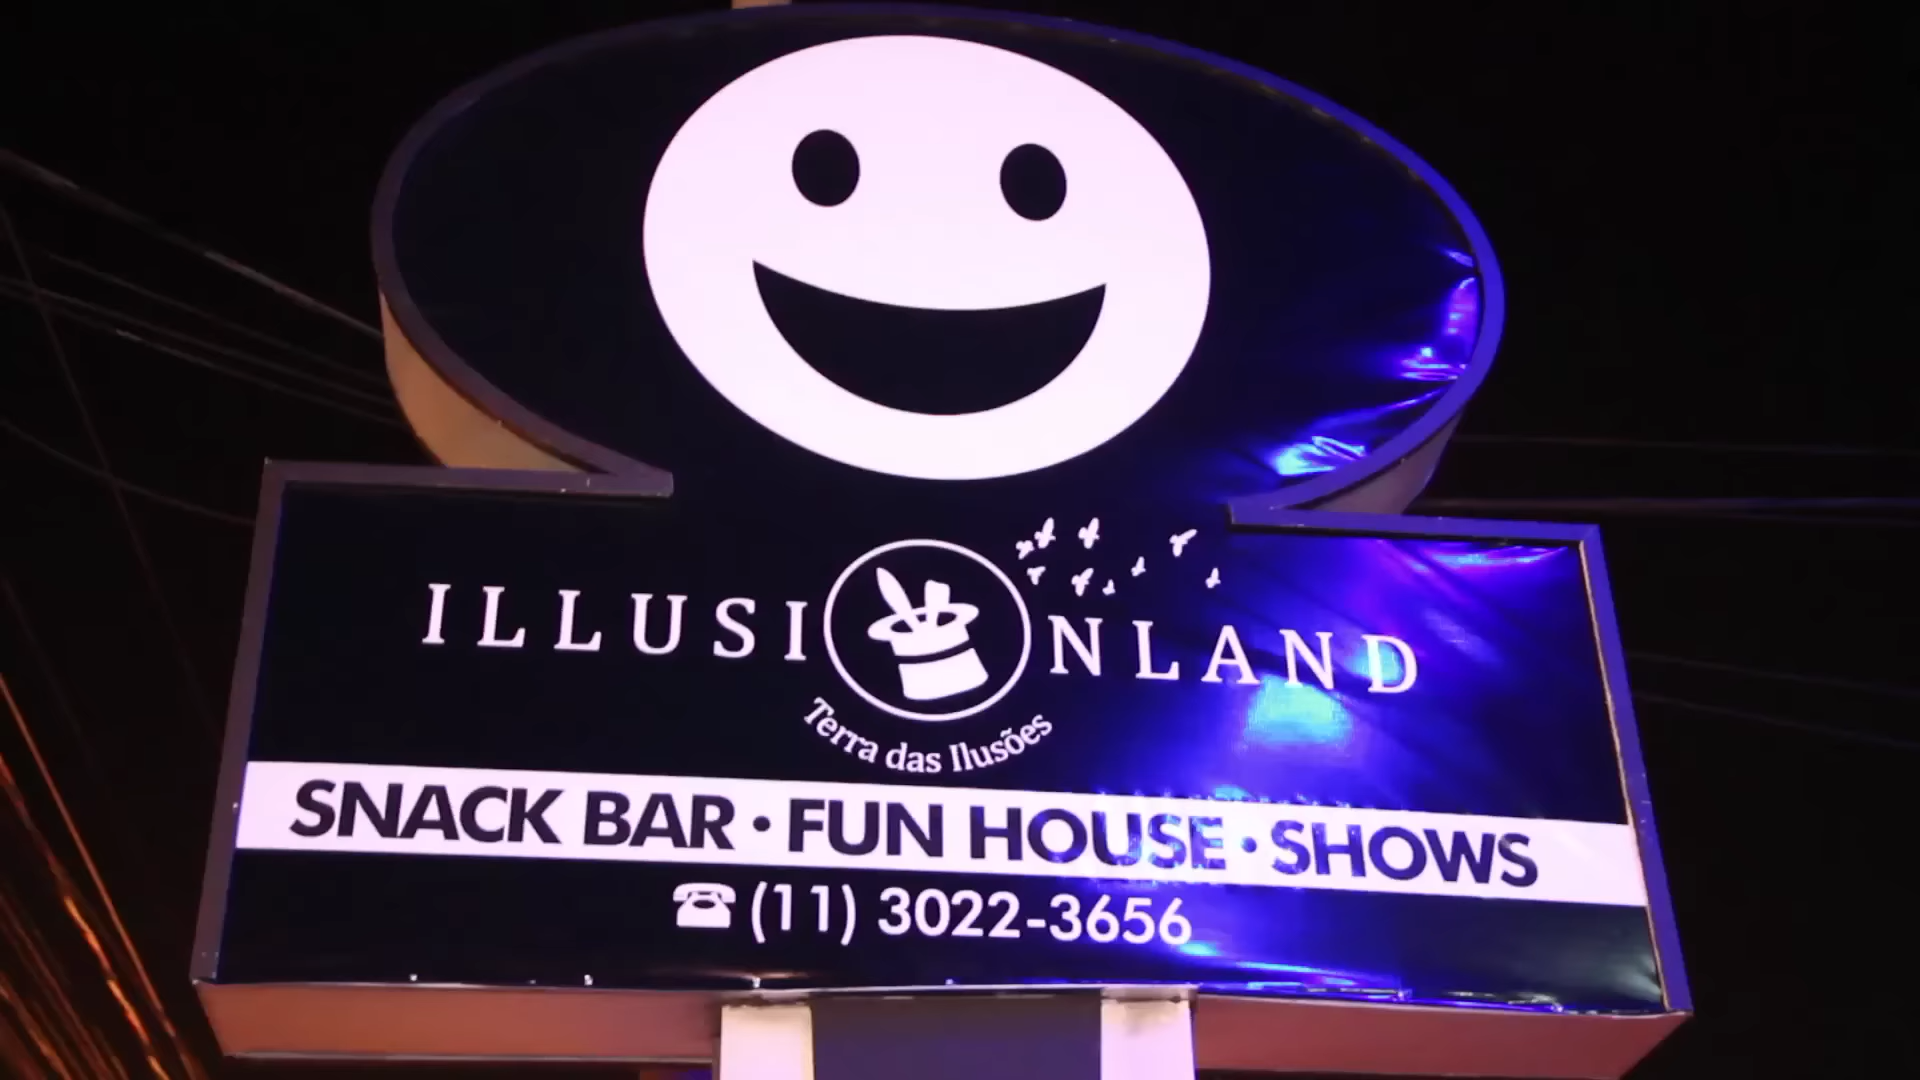 ILLUSIONLAND
Terra das Ilusões
SNACK BAR • FUN HOUSE • SHOWS
(11) 3022-3656